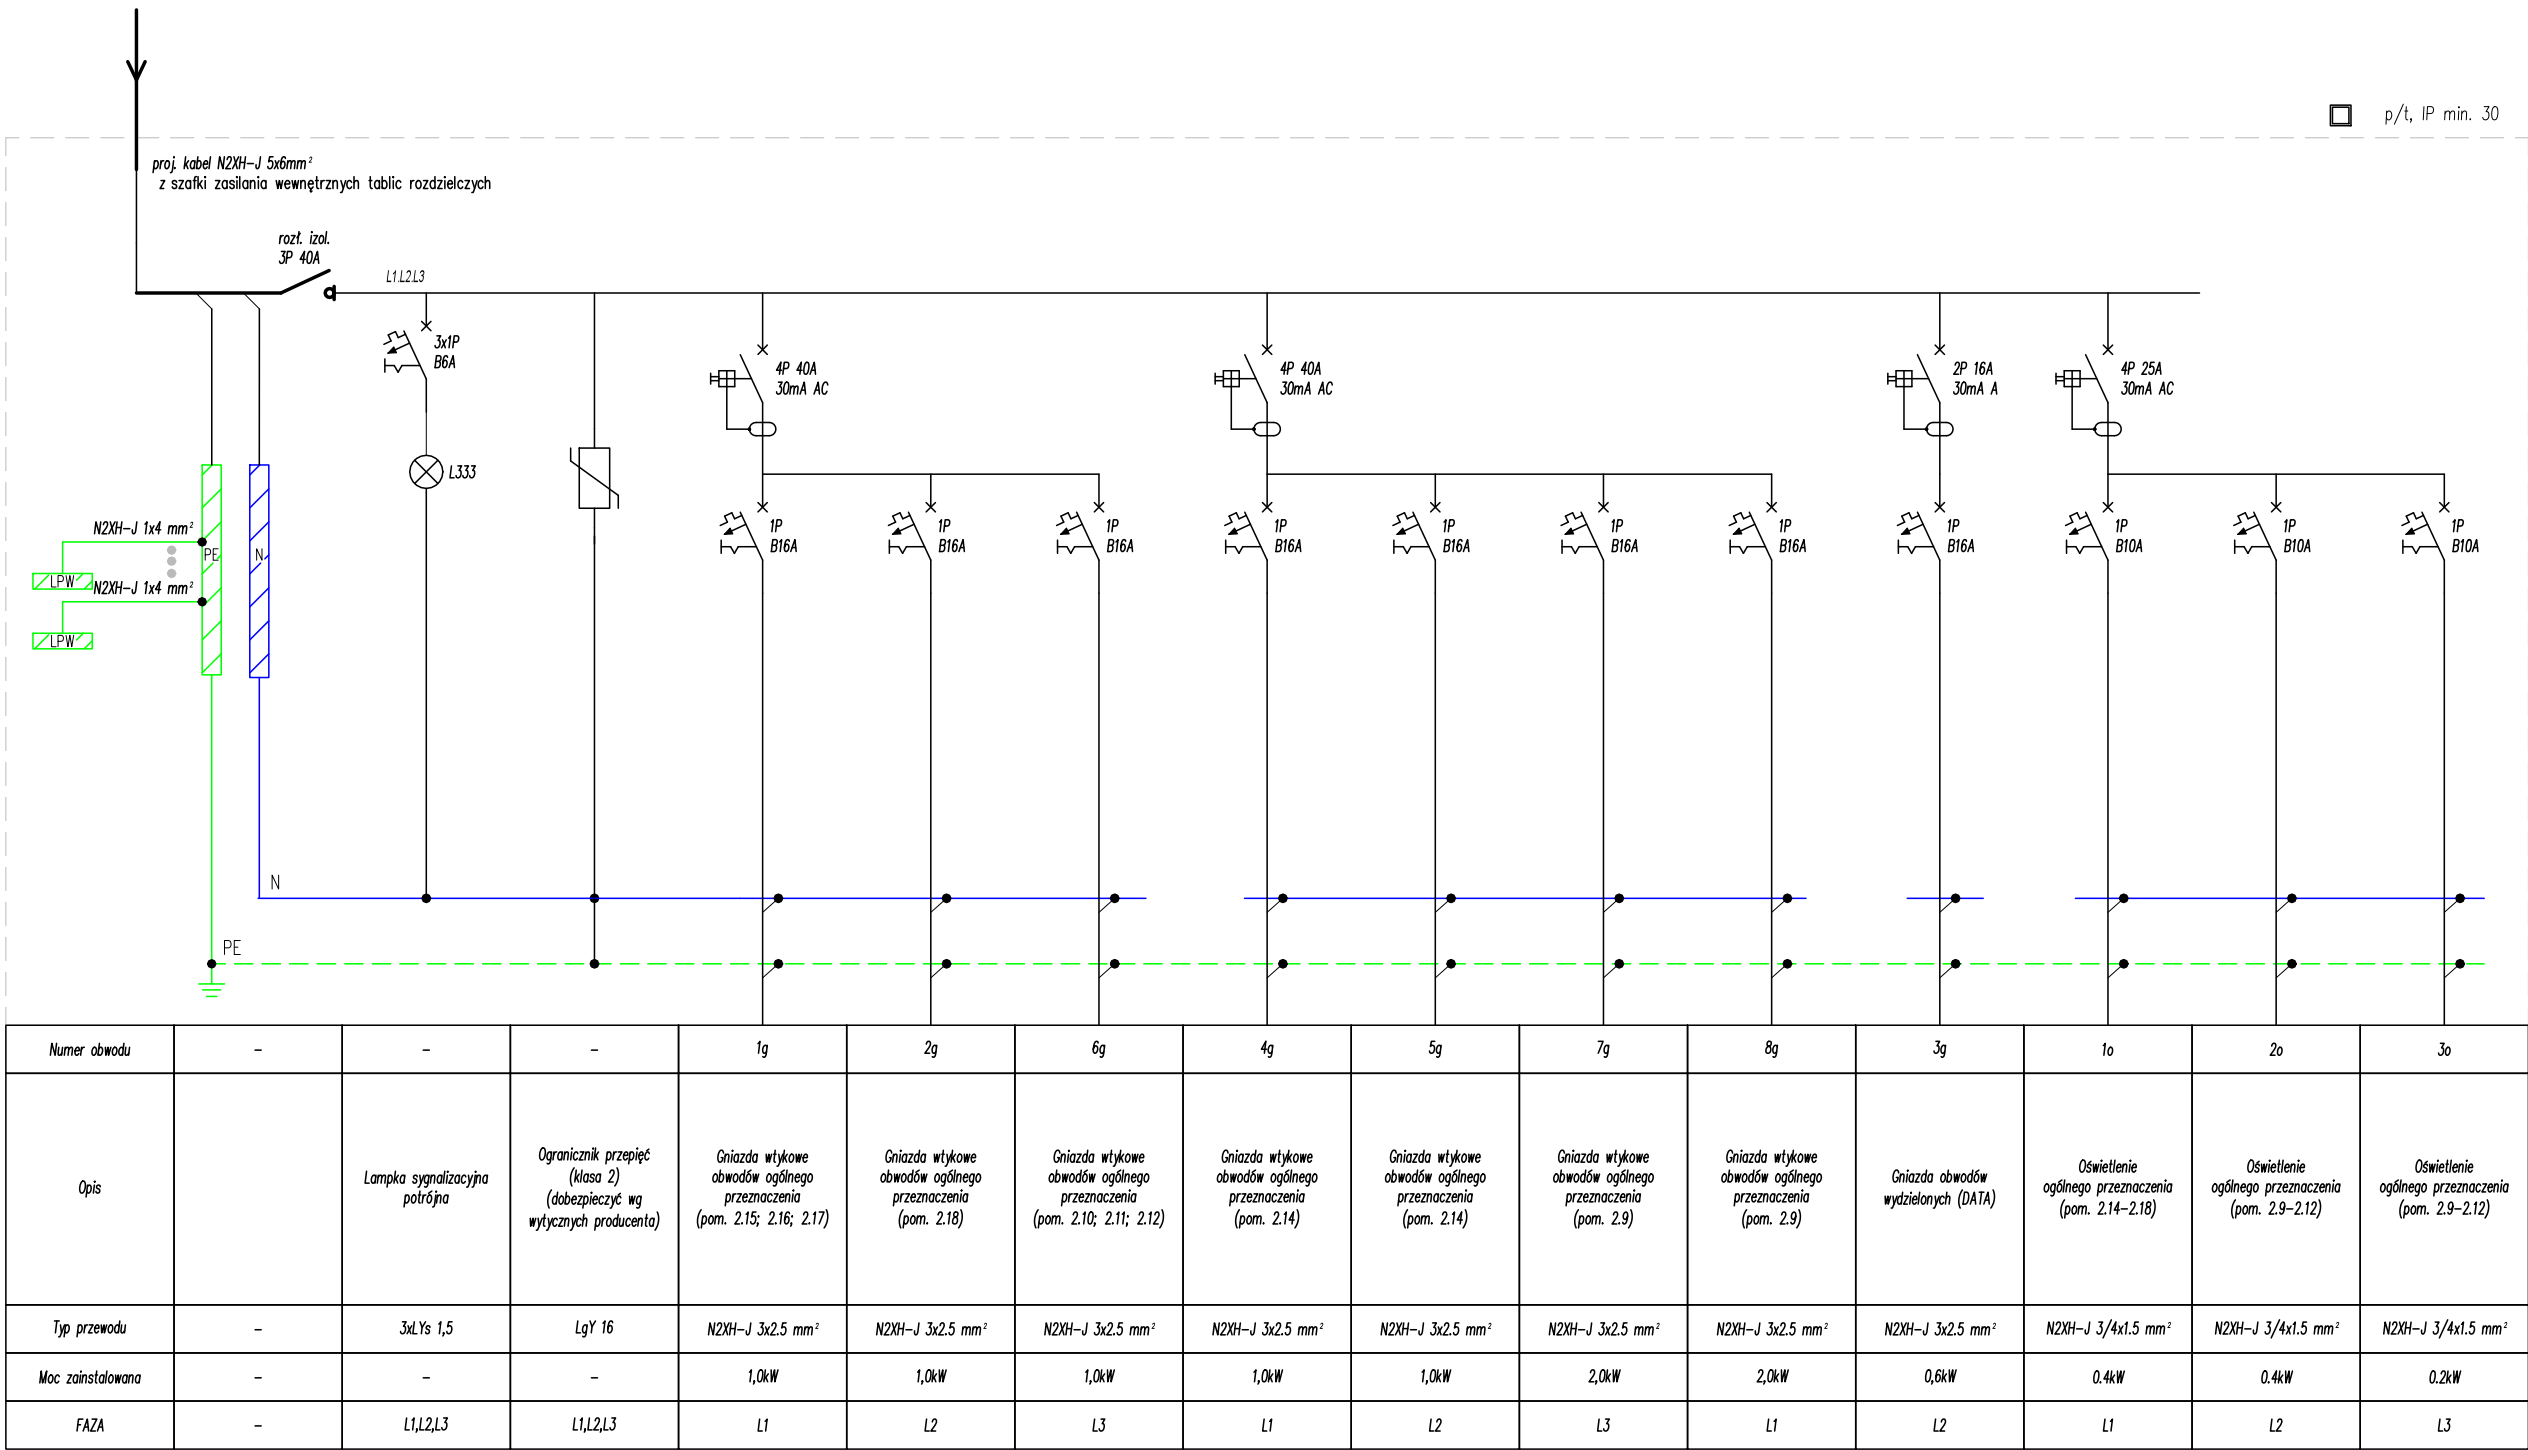 p/t, IP min. 30
proj. kabel N2XH-J 5x6mm²
z szafki zasilania wewnętrznych tablic rozdzielczych
rozł. izol.
3P 40A
L1.L2.L3
3x1P
B6A
4P 40A
30mA AC
4P 40A
30mA AC
2P 16A
30mA A
4P 25A
30mA AC
L333
1P
B16A
1P
B16A
1P
B16A
1P
B16A
1P
B16A
1P
B16A
1P
B16A
1P
B16A
1P
B10A
1P
B10A
1P
B10A
N2XH-J 1x4 mm²
PE
N
LPW
N2XH-J 1x4 mm²
LPW
N
PE
Numer obwodu - - - 1g 2g 6g 4g 5g 7g 8g 3g 1o 2o 3o
Opis
Lampka sygnalizacyjna
potrójna
Ogranicznik przepięć
(klasa 2)
(dobezpieczyć wg
wytycznych producenta)
Gniazda wtykowe
obwodów ogólnego
przeznaczenia
(pom. 2.15; 2.16; 2.17)
Gniazda wtykowe
obwodów ogólnego
przeznaczenia
(pom. 2.18)
Gniazda wtykowe
obwodów ogólnego
przeznaczenia
(pom. 2.10; 2.11; 2.12)
Gniazda wtykowe
obwodów ogólnego
przeznaczenia
(pom. 2.14)
Gniazda wtykowe
obwodów ogólnego
przeznaczenia
(pom. 2.14)
Gniazda wtykowe
obwodów ogólnego
przeznaczenia
(pom. 2.9)
Gniazda wtykowe
obwodów ogólnego
przeznaczenia
(pom. 2.9)
Gniazda obwodów
wydzielonych (DATA)
Oświetlenie
ogólnego przeznaczenia
(pom. 2.14-2.18)
Oświetlenie
ogólnego przeznaczenia
(pom. 2.9-2.12)
Oświetlenie
ogólnego przeznaczenia
(pom. 2.9-2.12)
Typ przewodu - 3xLYs 1,5 LgY 16 N2XH-J 3x2.5 mm² N2XH-J 3x2.5 mm² N2XH-J 3x2.5 mm² N2XH-J 3x2.5 mm² N2XH-J 3x2.5 mm² N2XH-J 3x2.5 mm² N2XH-J 3x2.5 mm² N2XH-J 3x2.5 mm² N2XH-J 3/4x1.5 mm² N2XH-J 3/4x1.5 mm² N2XH-J 3/4x1.5 mm²
Moc zainstalowana - - - 1,0kW 1,0kW 1,0kW 1,0kW 1,0kW 2,0kW 2,0kW 0,6kW 0.4kW 0.4kW 0.2kW
FAZA - L1,L2,L3 L1,L2,L3 L1 L2 L3 L1 L2 L3 L1 L2 L1 L2 L3